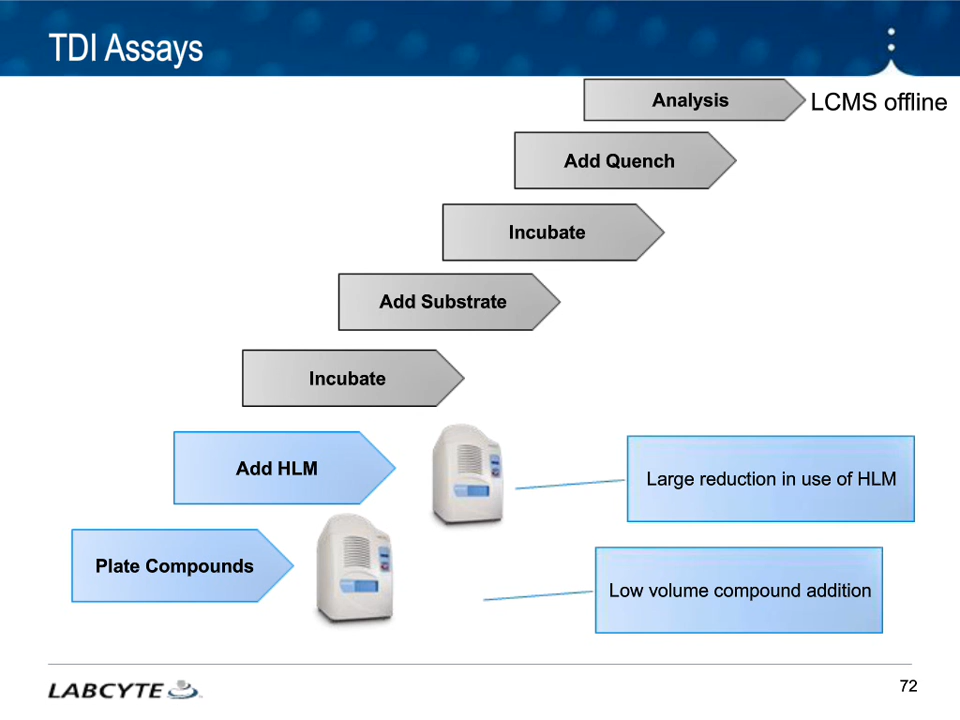 TDI Assays
Analysis
LCMS offline
Add Quench
Incubate
Add Substrate
Incubate
Add HLM
Large reduction in use of HLM
Plate Compounds
Low volume compound addition
LABCYTE
72